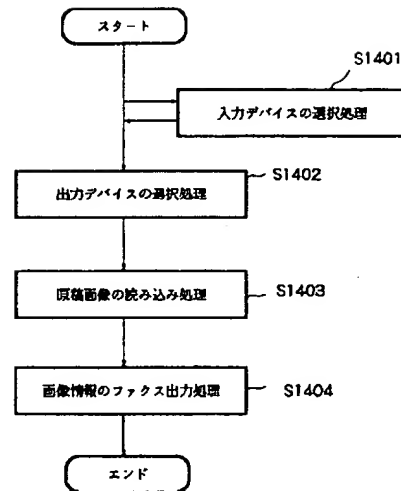 スタート
S1401
入力デバイスの選択処理
S1402
出力デバイスの選択処理
原稿画像の読み込み処理
S1403
画像情報のファクス出力処理
S1404
エンド